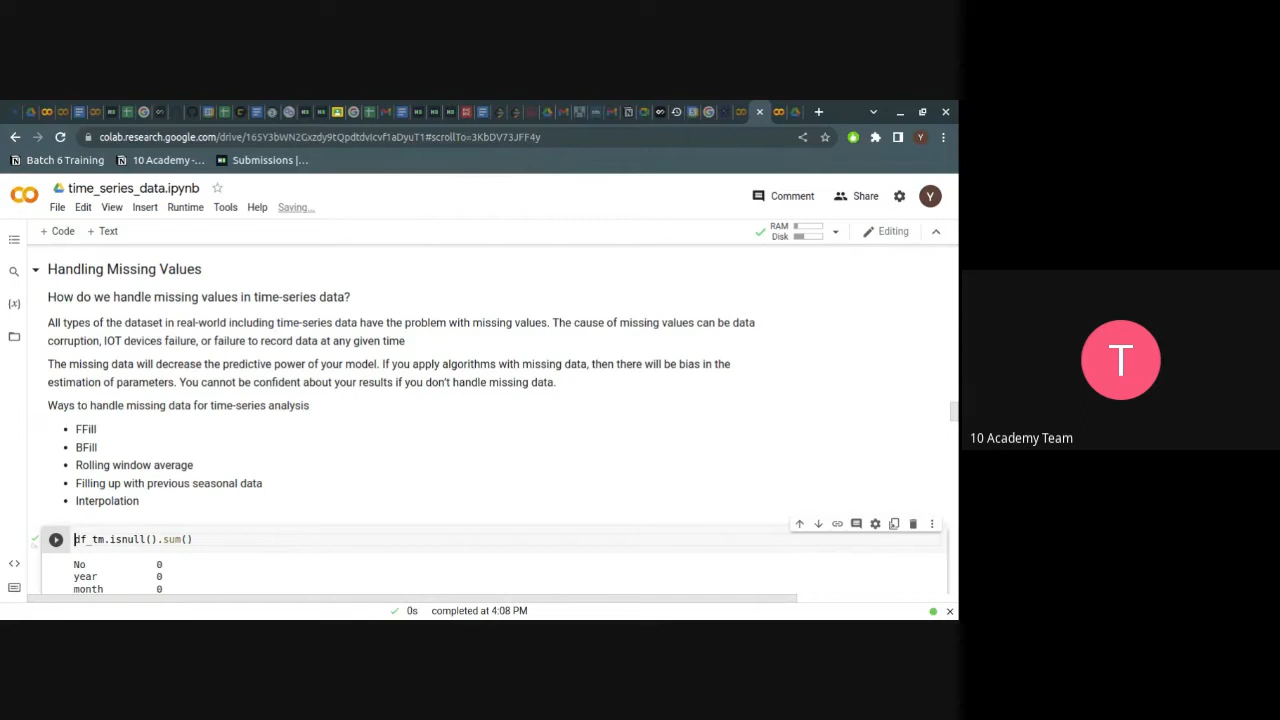 colab.research.google.com/drive/165Y3bWN2Gxzdy9tQpdtdvIcvf1aDyuT1#scrollTo=3KbDV73JFF4y
Y
Batch 6 Training
10 Academy -...
Submissions |...
time_series_data.ipynb
Comment
Share
Y
File Edit View Insert Runtime Tools Help Saving...
+ Code + Text
RAM
Disk
Editing
Handling Missing Values
How do we handle missing values in time-series data?
All types of the dataset in real-world including time-series data have the problem with missing values. The cause of missing values can be data
corruption, IOT devices failure, or failure to record data at any given time
The missing data will decrease the predictive power of your model. If you apply algorithms with missing data, then there will be bias in the
estimation of parameters. You cannot be confident about your results if you don't handle missing data.
Ways to handle missing data for time-series analysis
• FFill
• BFill
• Rolling window average
• Filling up with previous seasonal data
• Interpolation
df_tm.isnull().sum()
No 0
year 0
month 0
0s completed at 4:08 PM
T
10 Academy Team